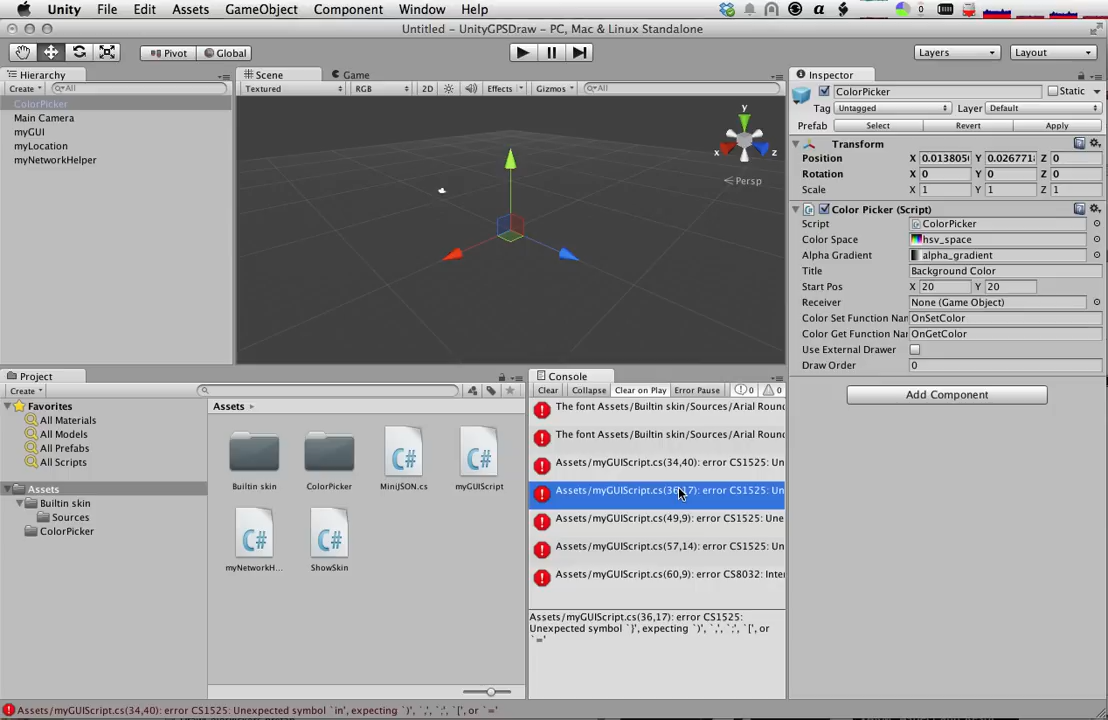 Unity File Edit Assets GameObject Component Window Help
Untitled - UnityGPSDraw - PC, Mac & Linux Standalone
Pivot Global Layers Layout
Hierarchy
Create All
ColorPicker
Main Camera
myGUI
myLocation
myNetworkHelper
Scene Game
Textured RGB 2D Effects Gizmos All
y
x z
Persp
Inspector
ColorPicker Static
Tag Untagged Layer Default
Prefab Select Revert Apply
Transform
Position X 0.013805 Y 0.026771 Z 0
Rotation X 0 Y 0 Z 0
Scale X 1 Y 1 Z 1
Color Picker (Script)
Script ColorPicker
Color Space hsv_space
Alpha Gradient alpha_gradient
Title Background Color
Start Pos X 20 Y 20
Receiver None (Game Object)
Color Set Function Nar OnSetColor
Color Get Function Na OnGetColor
Use External Drawer
Draw Order 0
Add Component
Project
Create
Favorites
All Materials
All Models
All Prefabs
All Scripts
Assets
Builtin skin
Sources
ColorPicker
Assets
Builtin skin ColorPicker MiniJSON.cs myGUIScript
myNetworkH... ShowSkin
Console
Clear Collapse Clear on Play Error Pause 0 0
The font Assets/Builtin skin/Sources/Arial Roun
The font Assets/Builtin skin/Sources/Arial Roun
Assets/myGUIScript.cs(34,40): error CS1525: Un
Assets/myGUIScript.cs(36,17): error CS1525: Un
Assets/myGUIScript.cs(49,9): error CS1525: Une
Assets/myGUIScript.cs(57,14): error CS1525: Un
Assets/myGUIScript.cs(60,9): error CS8032: Inter
Assets/myGUIScript.cs(36,17): error CS1525:
Unexpected symbol `}', expecting `)', `,', `;', `[', or
`='
Assets/myGUIScript.cs(34,40): error CS1525: Unexpected symbol `in', expecting `)', `,', `;', `[', or `='